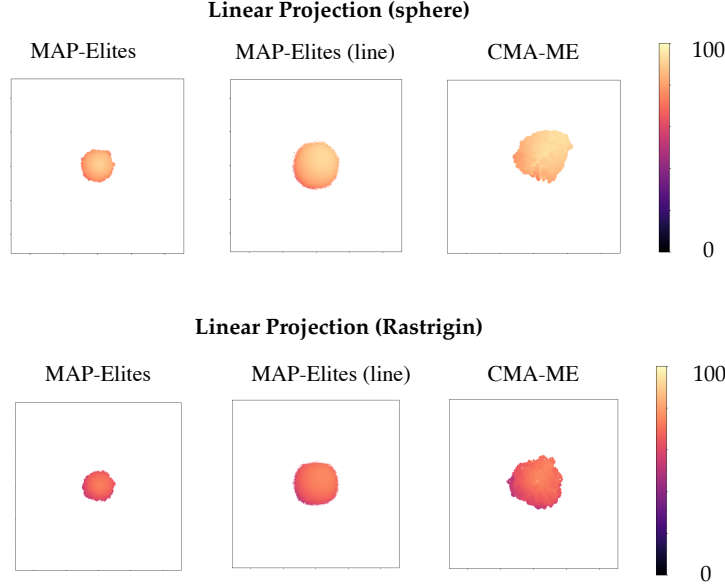 Linear Projection (sphere)
MAP-Elites
MAP-Elites (line)
CMA-ME
100
0
Linear Projection (Rastrigin)
MAP-Elites
MAP-Elites (line)
CMA-ME
100
0